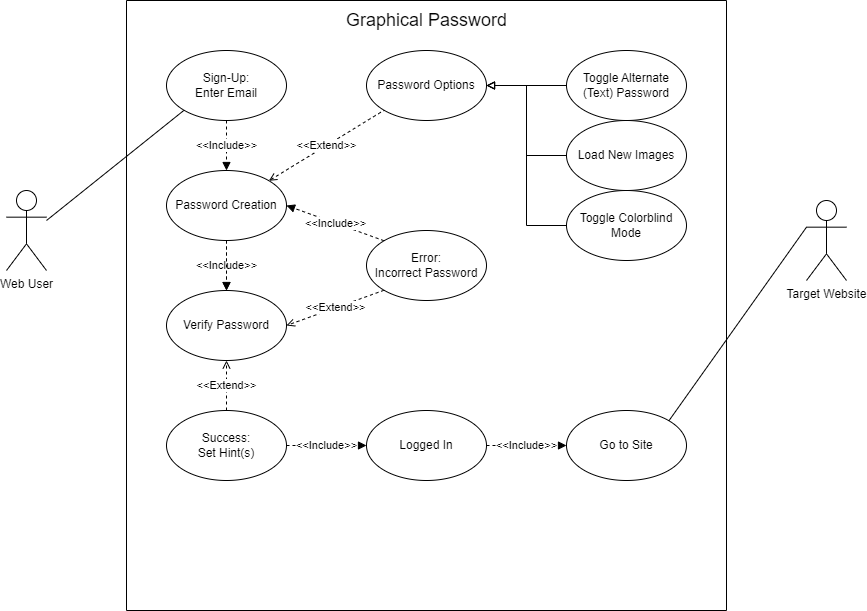 Graphical Password
Sign-Up:
Enter Email
Password Options
Toggle Alternate
(Text) Password
<<Include>>
<<Extend>>
Load New Images
Password Creation
<<Include>>
Toggle Colorblind
Mode
<<Include>>
Error:
Incorrect Password
Web User
Target Website
<<Extend>>
Verify Password
<<Extend>>
Success:
Set Hint(s)
<<Include>>
Logged In
<<Include>>
Go to Site